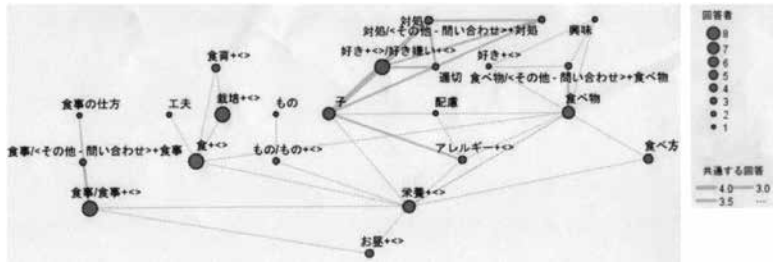 対処
対処/<その他 - 問い合わせ>+対処
興味
好き+<>/好き嫌い+<>
好き+<>
食育+<>
適切
食べ物/<その他 - 問い合わせ>+食べ物
食事の仕方
工夫
栽培+<>
もの
子
配慮
食べ物
食事/<その他 - 問い合わせ>+食事
食+<>
もの/もの+<>
アレルギー+<>
食べ方
食事/食事+<>
栄養+<>
お昼+<>
回答者
8
7
6
5
4
3
2
1
共通する回答
4.0 3.0
3.5 …